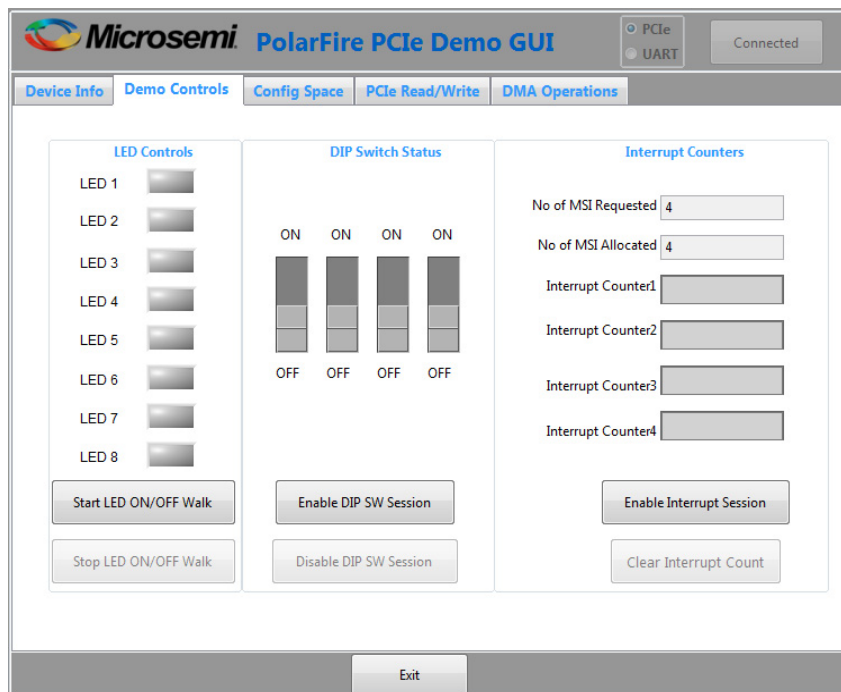 Microsemi. PolarFire PCIe Demo GUI
PCIe
UART
Connected
Device Info Demo Controls Config Space PCIe Read/Write DMA Operations
LED Controls
LED 1
LED 2
LED 3
LED 4
LED 5
LED 6
LED 7
LED 8
Start LED ON/OFF Walk
Stop LED ON/OFF Walk
DIP Switch Status
ON ON ON ON
OFF OFF OFF OFF
Enable DIP SW Session
Disable DIP SW Session
Interrupt Counters
No of MSI Requested 4
No of MSI Allocated 4
Interrupt Counter1
Interrupt Counter2
Interrupt Counter3
Interrupt Counter4
Enable Interrupt Session
Clear Interrupt Count
Exit